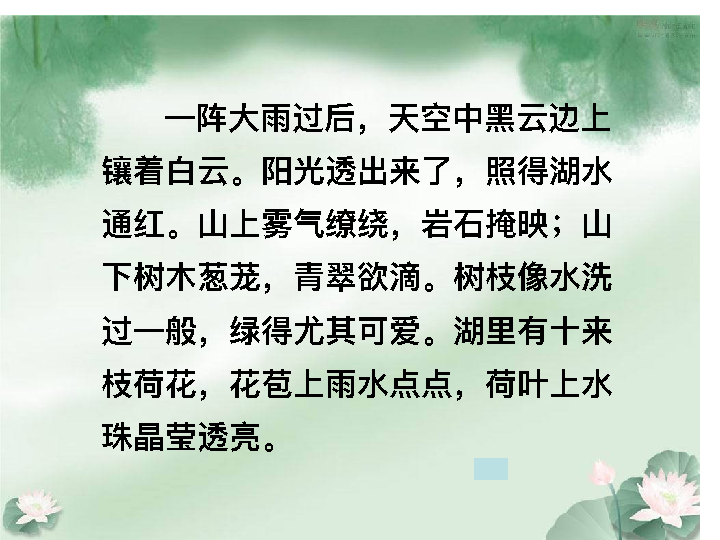 一阵大雨过后，天空中黑云边上
镶着白云。阳光透出来了，照得湖水
通红。山上雾气缭绕，岩石掩映；山
下树木葱茏，青翠欲滴。树枝像水洗
过一般，绿得尤其可爱。湖里有十来
枝荷花，花苞上雨水点点，荷叶上水
珠晶莹透亮。